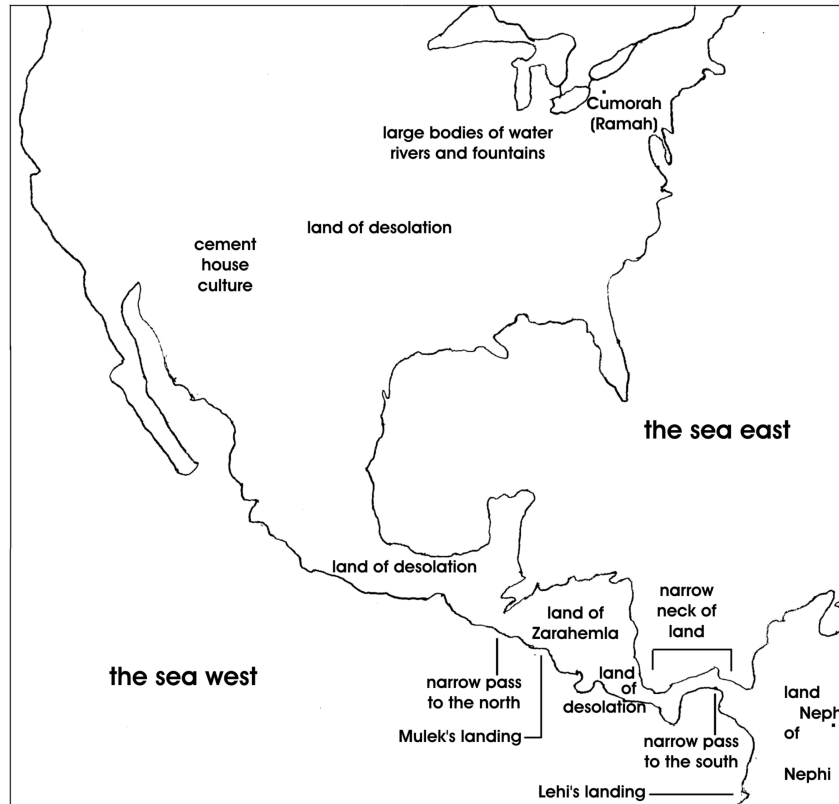 Cumorah
(Ramah)
large bodies of water
rivers and fountains
land of desolation
cement
house
culture
the sea east
land of desolation
land of
Zarahemla
narrow
neck of
land
the sea west
narrow pass
to the north
land
of
desolation
Mulek's landing
narrow pass
to the south
land
Neph
of
Nephi
Lehi's landing